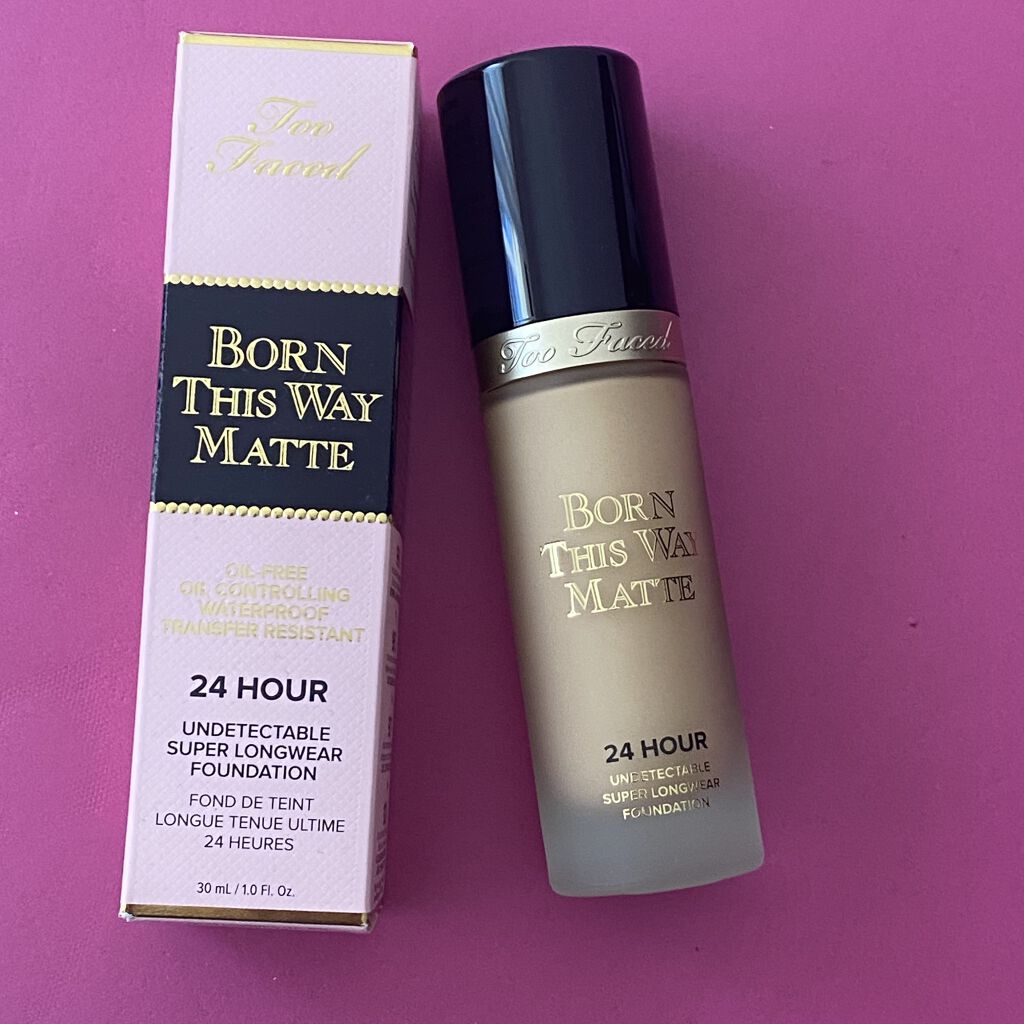 Too
Faced
BORN
THIS WAY
MATTE
OIL-FREE
OIL CONTROLLING
WATERPROOF
TRANSFER RESISTANT
24 HOUR
UNDETECTABLE
SUPER LONGWEAR
FOUNDATION
FOND DE TEINT
LONGUE TENUE ULTIME
24 HEURES
30 mL / 1.0 Fl. Oz.
Too Faced
BORN
THIS WAY
MATTE
24 HOUR
UNDETECTABLE
SUPER LONGWEAR
FOUNDATION